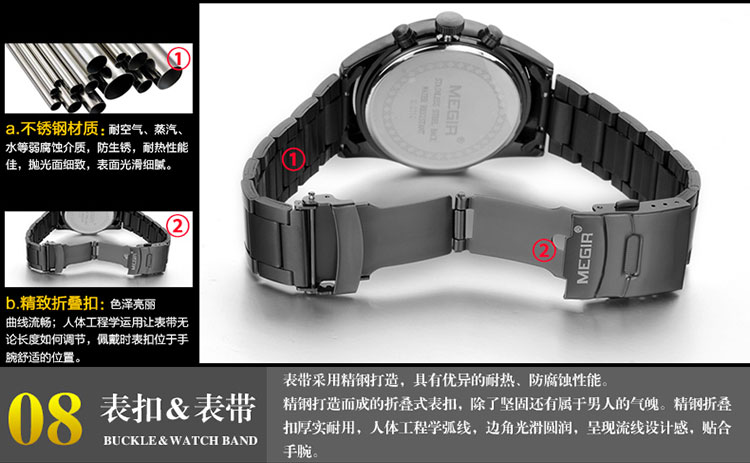 ①
a.不锈钢材质：耐空气、蒸汽、
水等弱腐蚀介质，防生锈，耐热性能
佳，抛光面细致，表面光滑细腻。
②
b.精致折叠扣： 色泽亮丽
曲线流畅；人体工程学运用让表带无
论长度如何调节，佩戴时表扣位于手
腕舒适的位置。
MEGIR
STAINLESS STEEL BACK
WATER RESISTANT
①
②
MEGIR®
08 表扣&表带
BUCKLE&WATCH BAND
表带采用精钢打造，具有优异的耐热、防腐蚀性能。
精钢打造而成的折叠式表扣，除了坚固还有属于男人的气魄。精钢折叠
扣厚实耐用，人体工程学弧线，边角光滑圆润，呈现流线设计感，贴合
手腕。